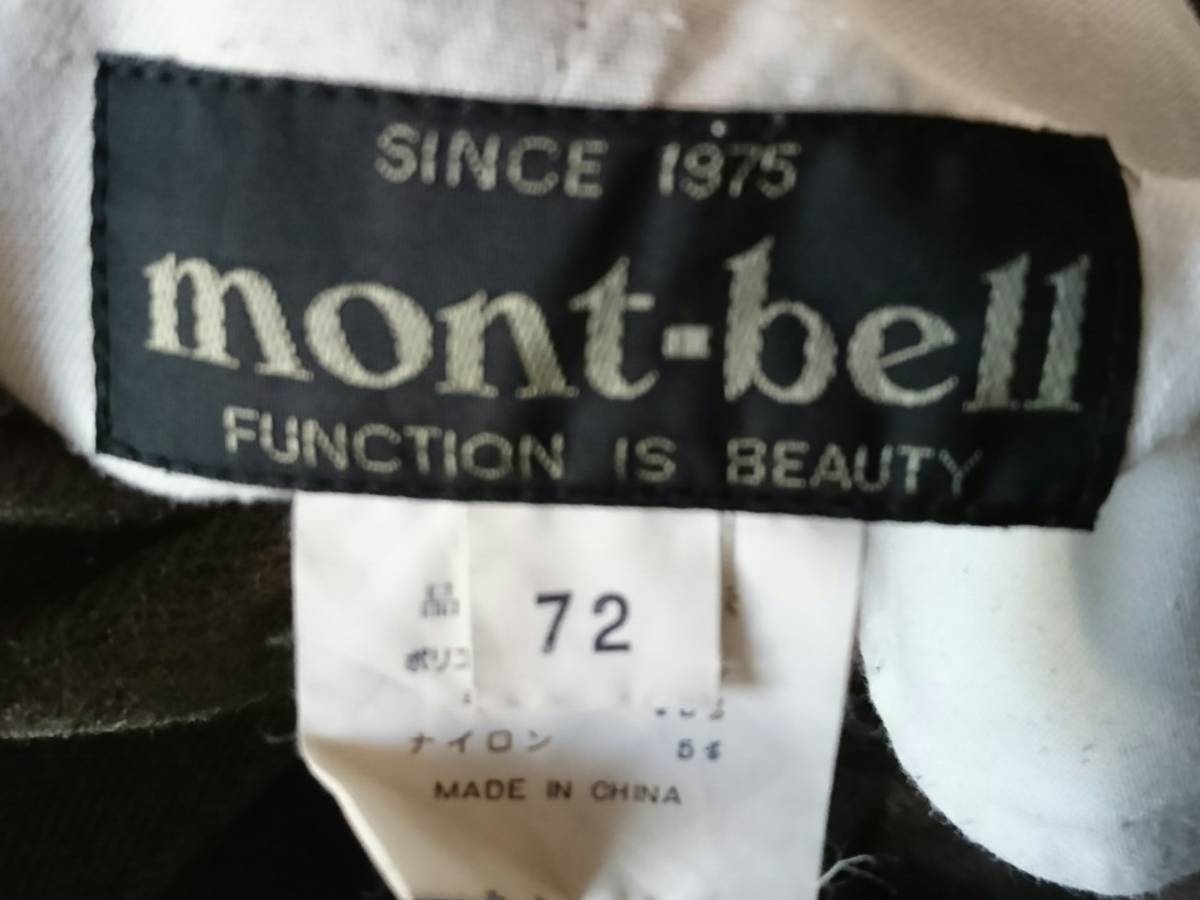 SINCE 1975
mont-bell
FUNCTION IS BEAUTY
72
品
ポリコ
ナイロン 5%
MADE IN CHINA